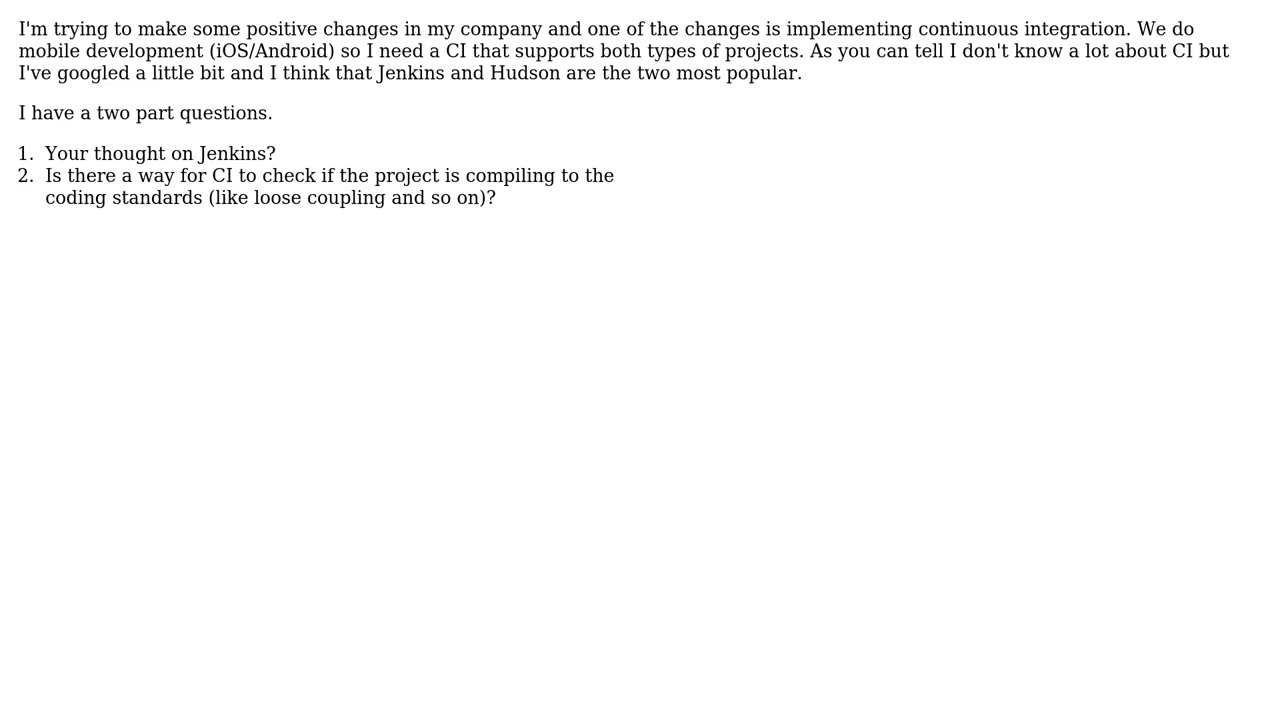 I'm trying to make some positive changes in my company and one of the changes is implementing continuous integration. We do
mobile development (iOS/Android) so I need a CI that supports both types of projects. As you can tell I don't know a lot about CI but
I've googled a little bit and I think that Jenkins and Hudson are the two most popular.
I have a two part questions.
1. Your thought on Jenkins?
2. Is there a way for CI to check if the project is compiling to the
coding standards (like loose coupling and so on)?